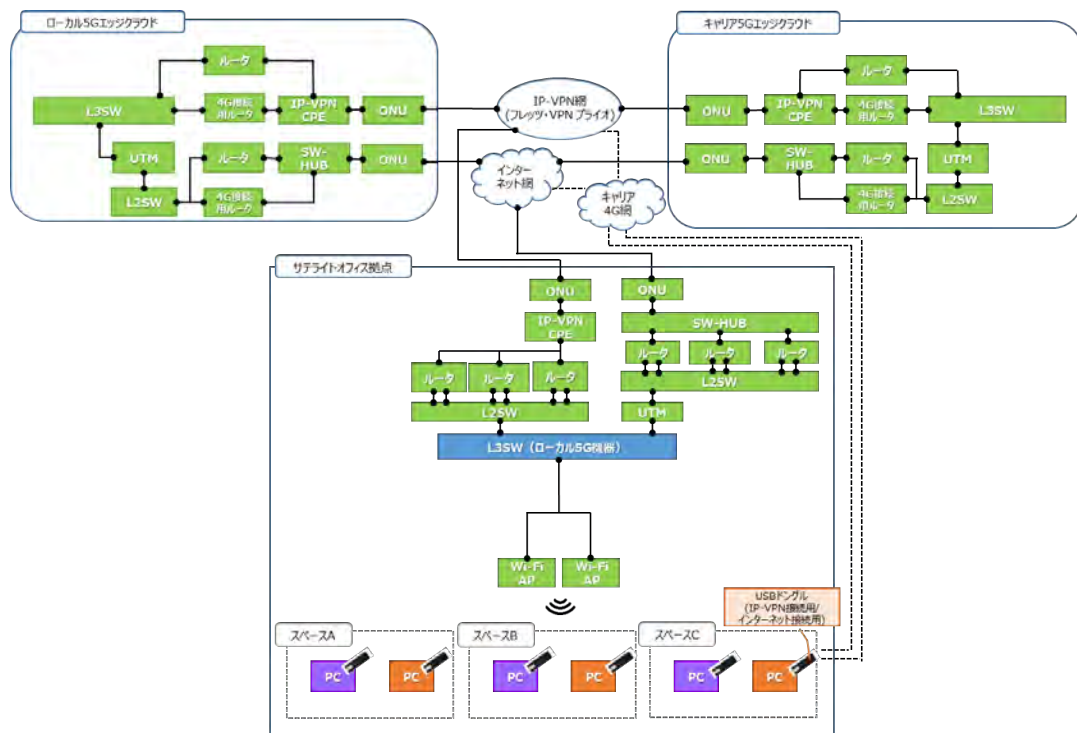 ローカル5Gエッジクラウド
キャリア5Gエッジクラウド
ルータ
L3SW
4G接続
用ルータ
IP-VPN
CPE
ONU
UTM
ルータ
SW-
HUB
ONU
L2SW
4G接続
用ルータ
IP-VPN網
(フレッツ・VPN プライオ)
インター
ネット網
キャリア
4G網
ルータ
ONU
IP-VPN
CPE
4G接続
用ルータ
L3SW
ONU
SW-
HUB
ルータ
UTM
4G接続
用ルータ
L2SW
サテライトオフィス拠点
ONU
IP-VPN
CPE
ルータ
ルータ
ルータ
L2SW
ONU
SW-HUB
ルータ
ルータ
ルータ
L2SW
UTM
L3SW（ローカル5G機器）
Wi-Fi
AP
Wi-Fi
AP
USBドングル
(IP-VPN接続用/
インターネット接続用)
スペースA
PC
PC
スペースB
PC
PC
スペースC
PC
PC